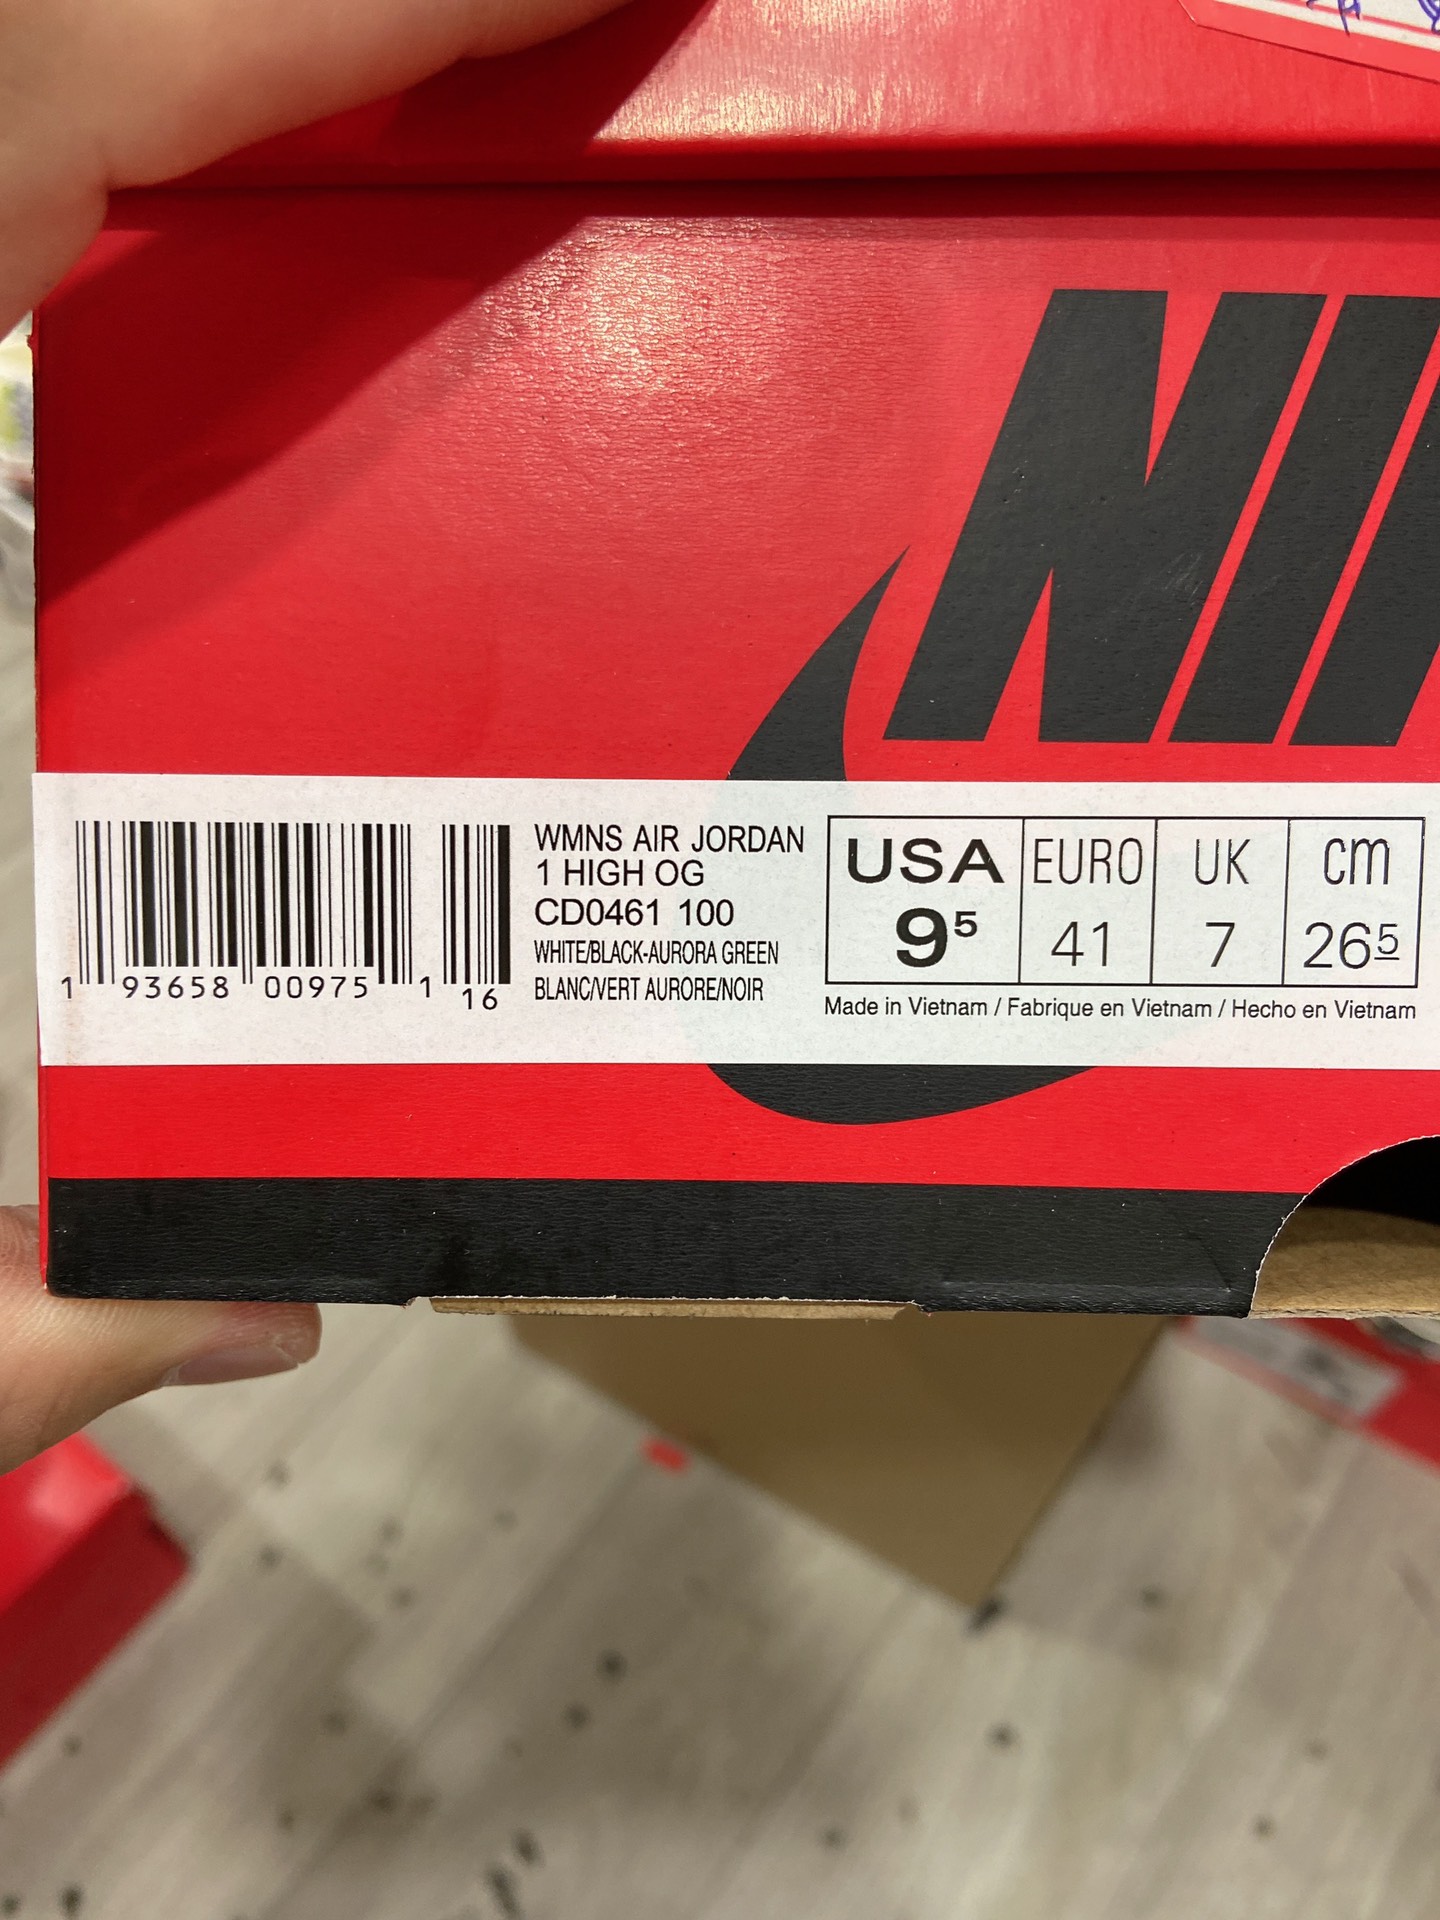 NI
WMNS AIR JORDAN
1 HIGH OG
CD0461 100
WHITE/BLACK-AURORA GREEN
BLANC/VERT AURORE/NOIR
1 93658 00975 1 16
USA EURO UK cm
9⁵ 41 7 26⁵
Made in Vietnam / Fabrique en Vietnam / Hecho en Vietnam